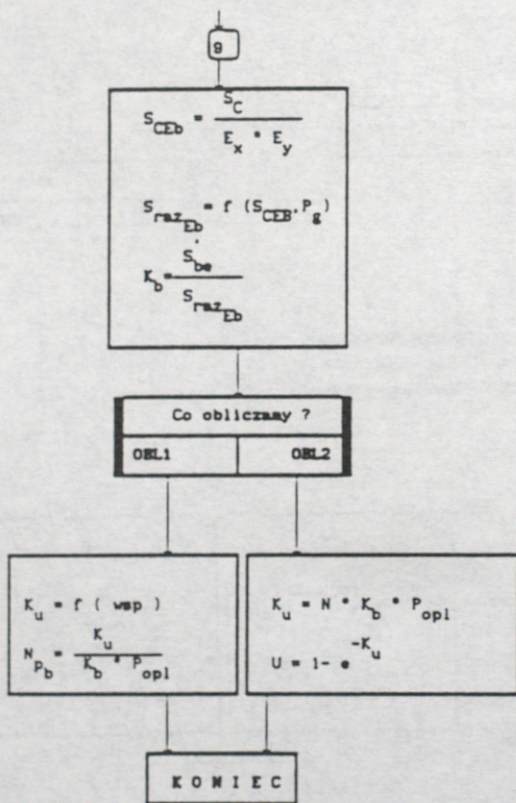 9
S_CEb = S_C / (E_x * E_y)
S_raz_Eb = f (S_CEB, P_g)
K_b = S'_be / S_raz_Eb
Co obliczamy ?
OBL1 OBL2
K_u = f ( wsp )
N_p_b = K_u / (K_b * P_opl)
K_u = N * K_b * P_opl
U = 1- e^-K_u
K O N I E C